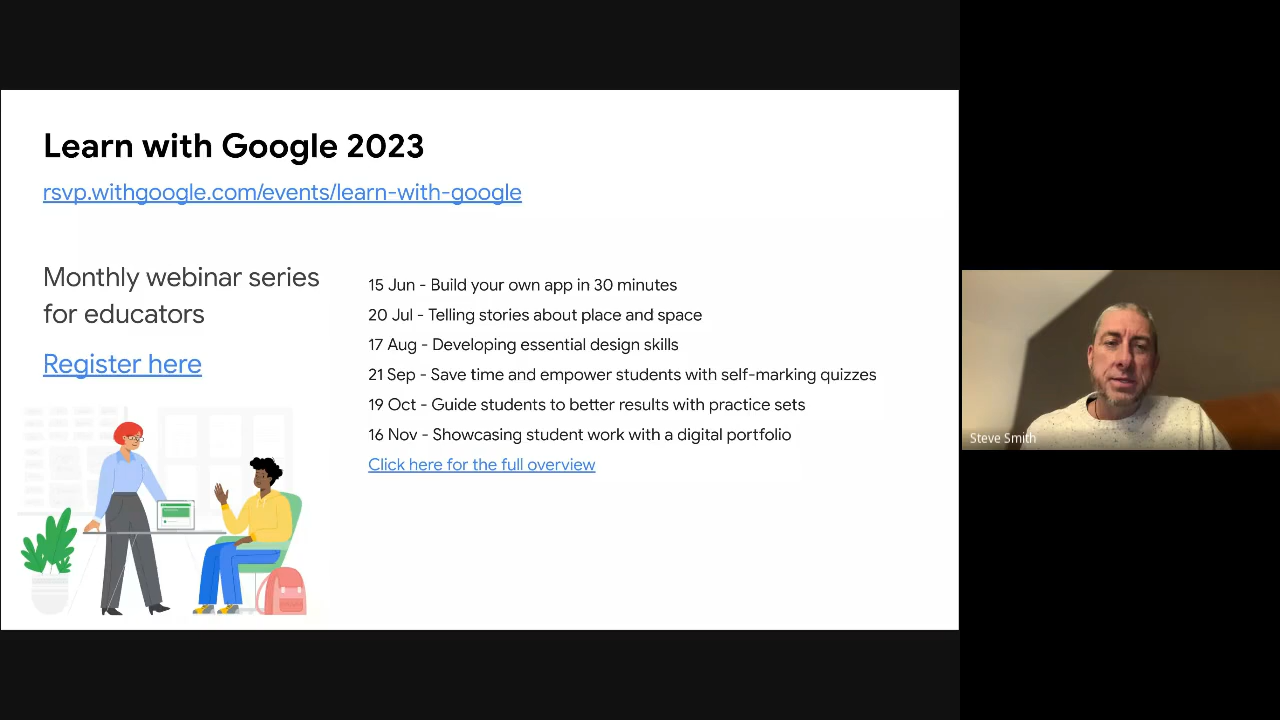 Learn with Google 2023
rsvp.withgoogle.com/events/learn-with-google
Monthly webinar series
for educators
Register here
15 Jun - Build your own app in 30 minutes
20 Jul - Telling stories about place and space
17 Aug - Developing essential design skills
21 Sep - Save time and empower students with self-marking quizzes
19 Oct - Guide students to better results with practice sets
16 Nov - Showcasing student work with a digital portfolio
Click here for the full overview
Steve Smith